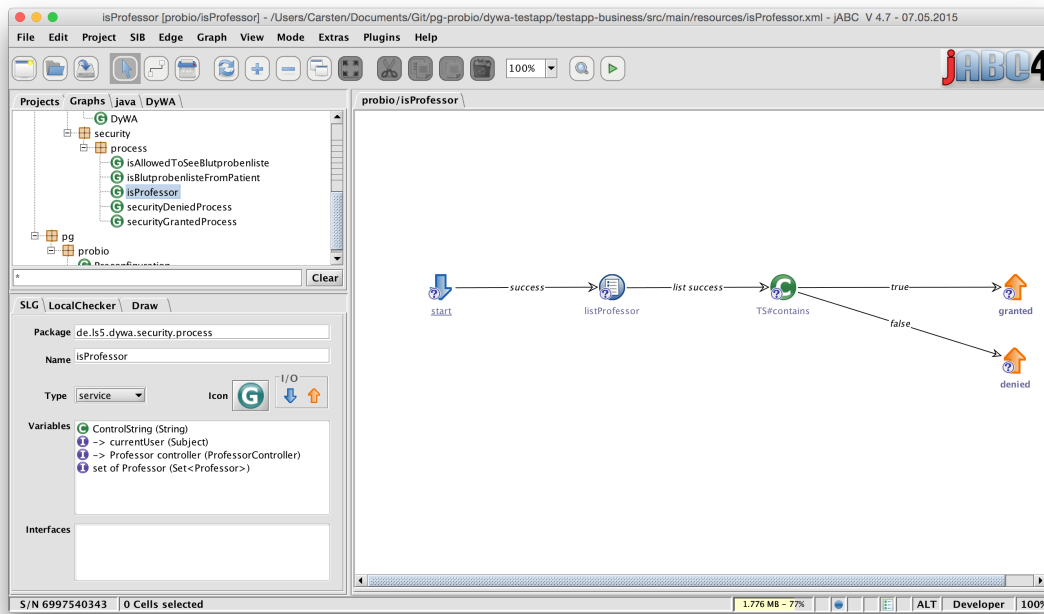 isProfessor [probio/isProfessor] - /Users/Carsten/Documents/Git/pg-probio/dywa-testapp/testapp-business/src/main/resources/isProfessor.xml - jABC V 4.7 - 07.05.2015
File Edit Project SIB Edge Graph View Mode Extras Plugins Help
100%
jABC4
Projects Graphs java DyWA
probio/isProfessor
DyWA
security
process
isAllowedToSeeBlutprobenliste
isBlutprobenlisteFromPatient
isProfessor
securityDeniedProcess
securityGrantedProcess
pg
probio
Preconfiguration
* Clear
SLG LocalChecker Draw
Package de.ls5.dywa.security.process
Name isProfessor
Type service Icon G I/O
Variables
C ControlString (String)
I -> currentUser (Subject)
I -> Professor controller (ProfessorController)
I set of Professor (Set<Professor>)
Interfaces
success list success true
start listProfessor TS#contains granted
false
denied
S/N 6997540343 0 Cells selected 1.776 MB - 77% ALT Developer 100%